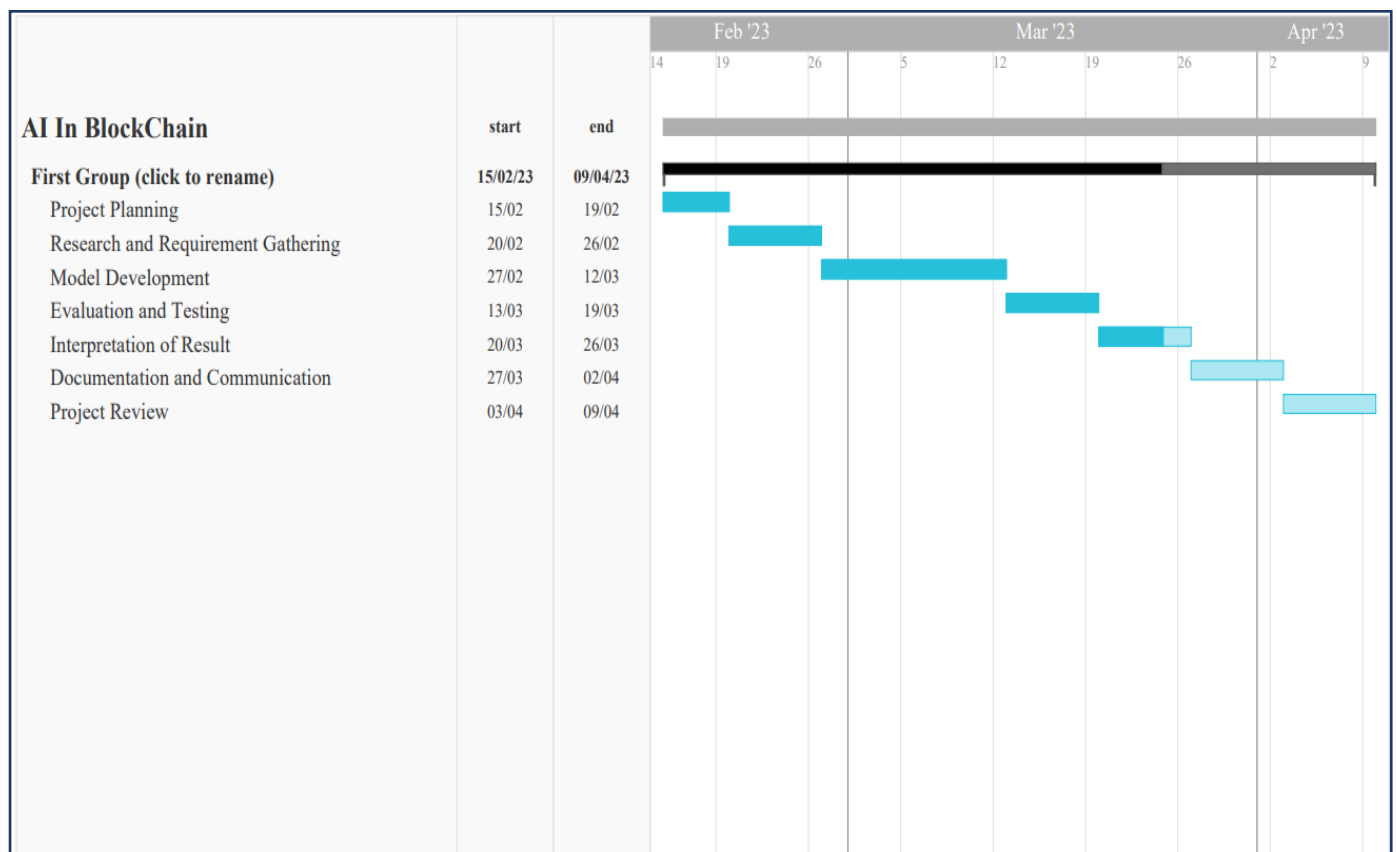 Feb '23 Mar '23 Apr '23
14 19 26 5 12 19 26 2 9
AI In BlockChain start end
First Group (click to rename) 15/02/23 09/04/23
Project Planning 15/02 19/02
Research and Requirement Gathering 20/02 26/02
Model Development 27/02 12/03
Evaluation and Testing 13/03 19/03
Interpretation of Result 20/03 26/03
Documentation and Communication 27/03 02/04
Project Review 03/04 09/04